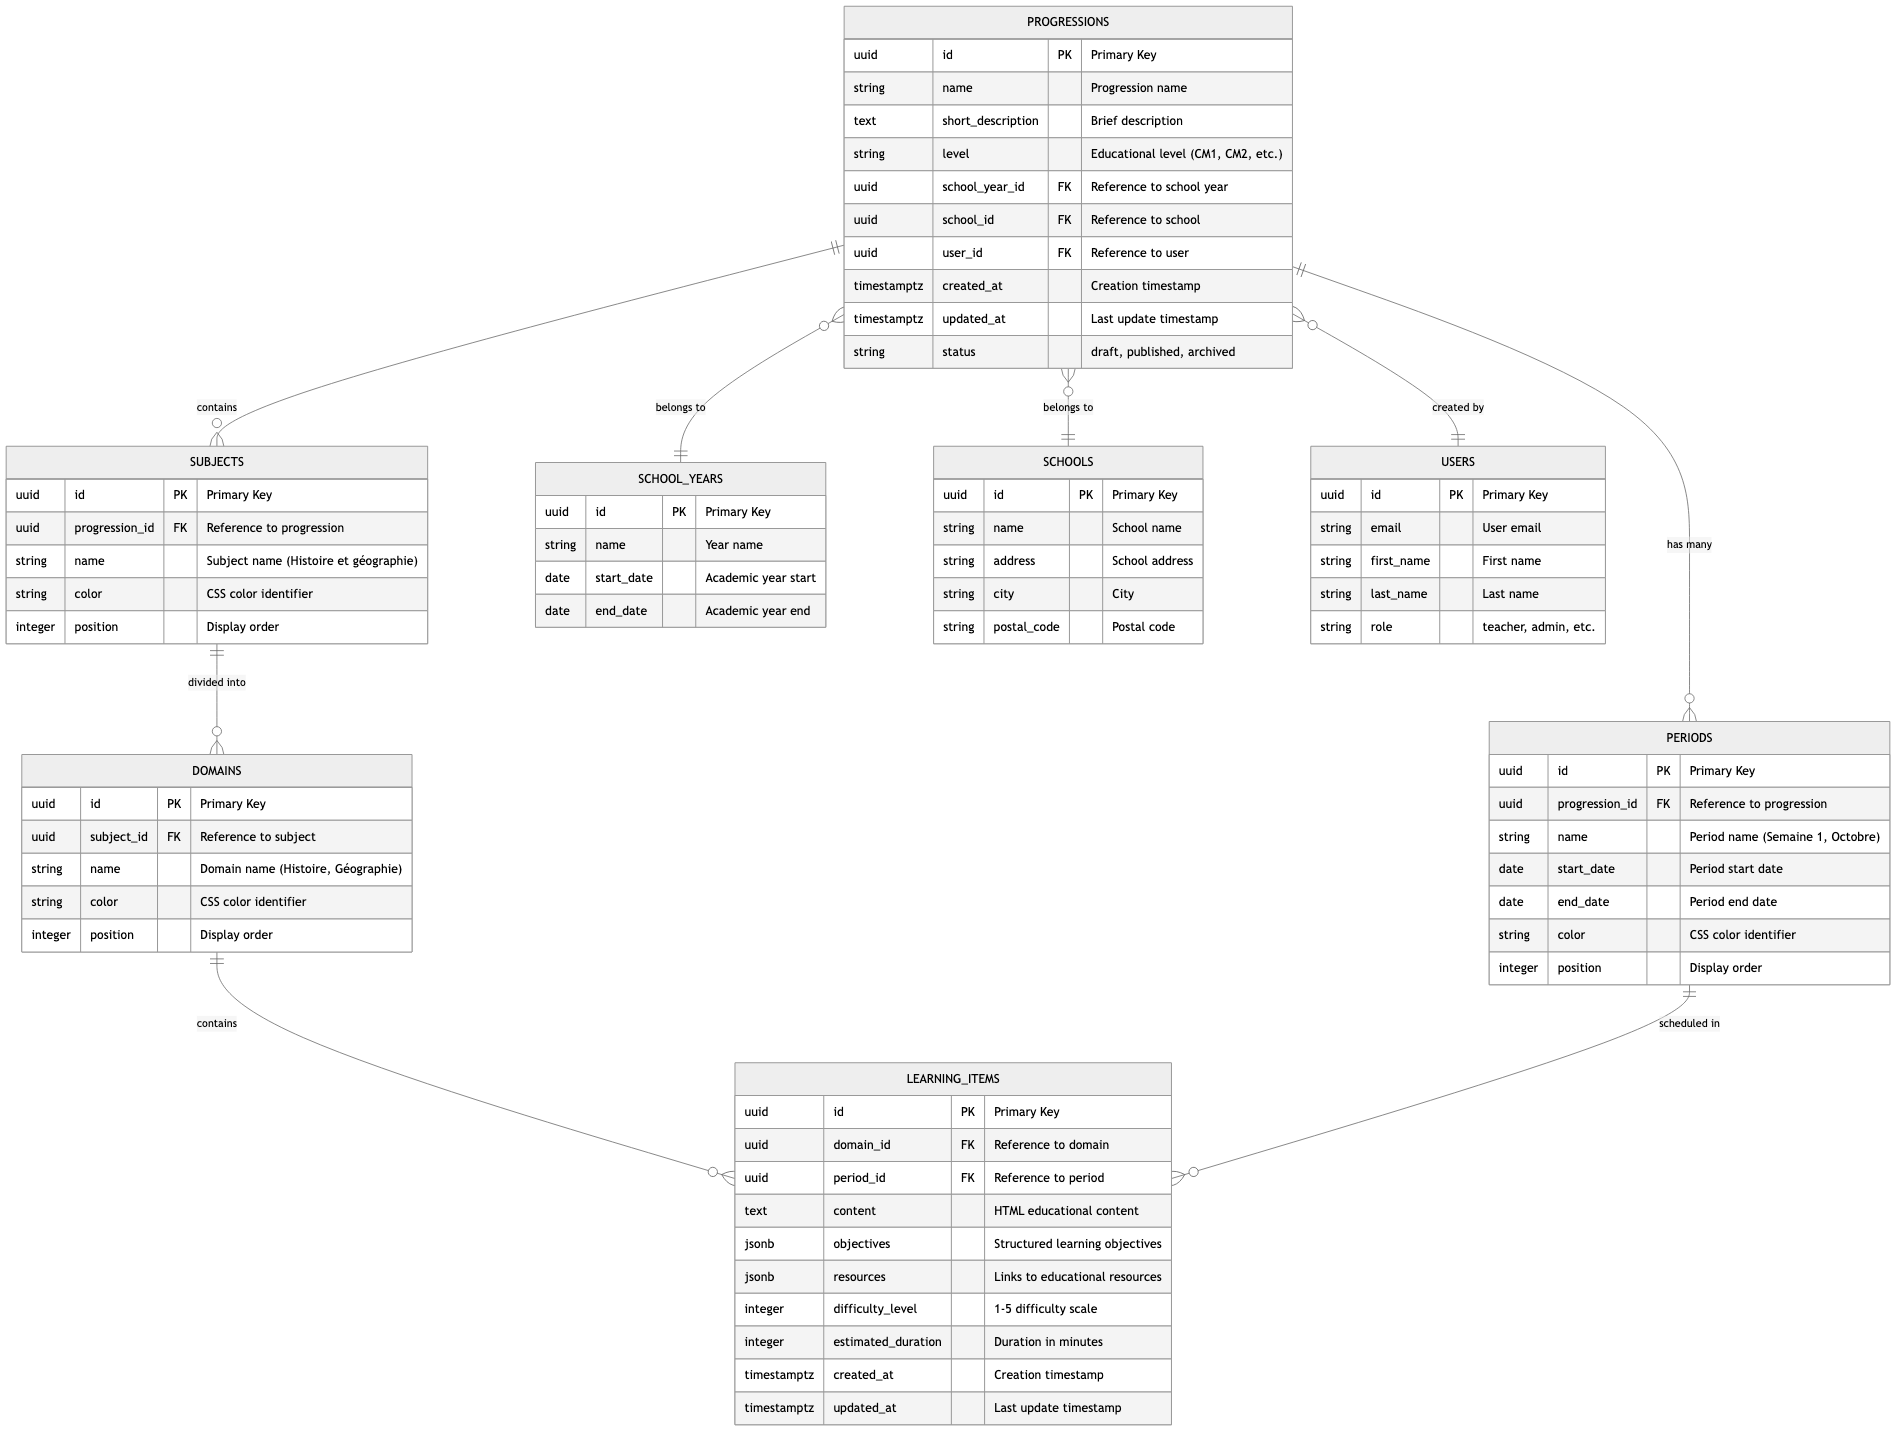 PROGRESSIONS
uuid id PK Primary Key
string name Progression name
text short_description Brief description
string level Educational level (CM1, CM2, etc.)
uuid school_year_id FK Reference to school year
uuid school_id FK Reference to school
uuid user_id FK Reference to user
timestamptz created_at Creation timestamp
timestamptz updated_at Last update timestamp
string status draft, published, archived
contains
belongs to
belongs to
created by
has many
SUBJECTS
uuid id PK Primary Key
uuid progression_id FK Reference to progression
string name Subject name (Histoire et géographie)
string color CSS color identifier
integer position Display order
SCHOOL_YEARS
uuid id PK Primary Key
string name Year name
date start_date Academic year start
date end_date Academic year end
SCHOOLS
uuid id PK Primary Key
string name School name
string address School address
string city City
string postal_code Postal code
USERS
uuid id PK Primary Key
string email User email
string first_name First name
string last_name Last name
string role teacher, admin, etc.
divided into
DOMAINS
uuid id PK Primary Key
uuid subject_id FK Reference to subject
string name Domain name (Histoire, Géographie)
string color CSS color identifier
integer position Display order
PERIODS
uuid id PK Primary Key
uuid progression_id FK Reference to progression
string name Period name (Semaine 1, Octobre)
date start_date Period start date
date end_date Period end date
string color CSS color identifier
integer position Display order
contains
scheduled in
LEARNING_ITEMS
uuid id PK Primary Key
uuid domain_id FK Reference to domain
uuid period_id FK Reference to period
text content HTML educational content
jsonb objectives Structured learning objectives
jsonb resources Links to educational resources
integer difficulty_level 1-5 difficulty scale
integer estimated_duration Duration in minutes
timestamptz created_at Creation timestamp
timestamptz updated_at Last update timestamp